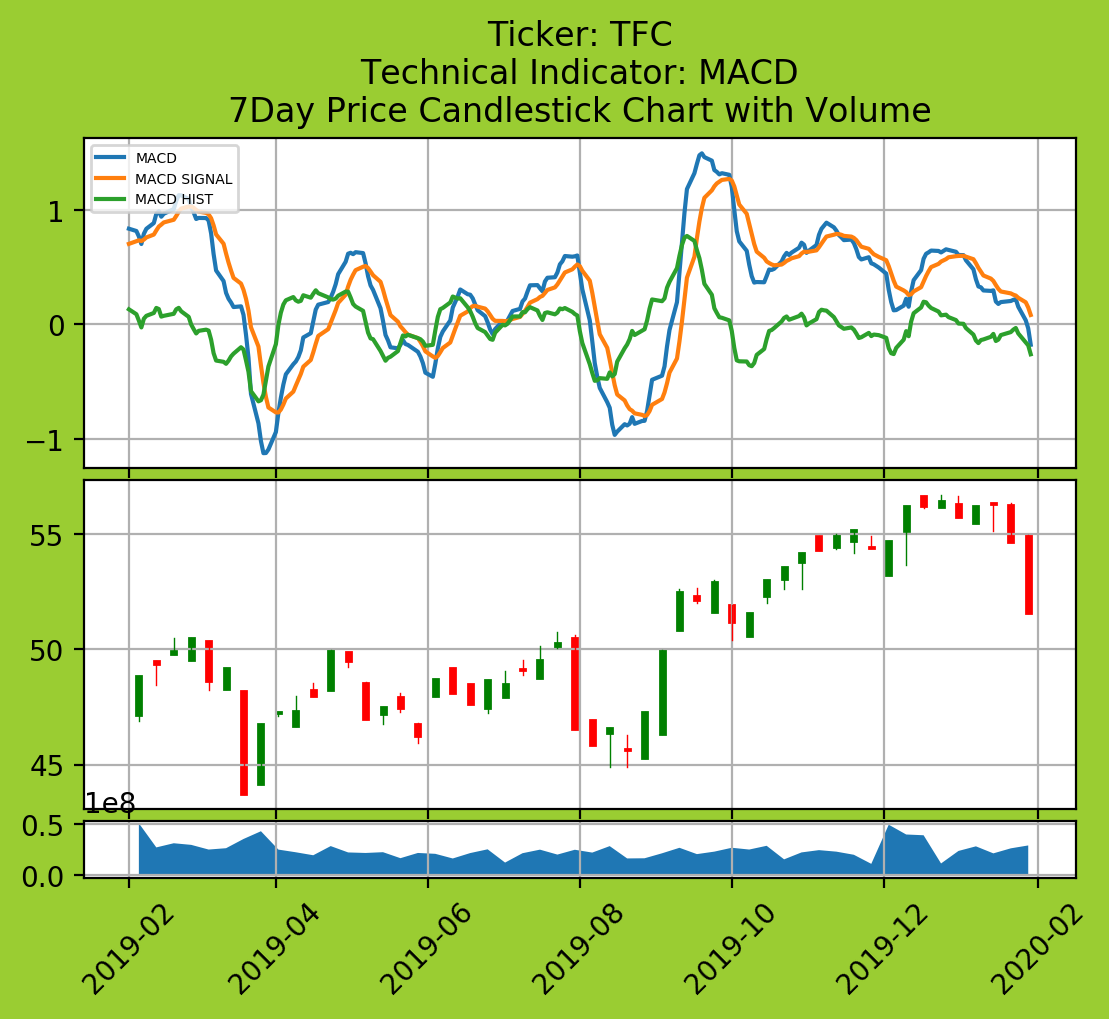 Ticker: TFC
Technical Indicator: MACD
7Day Price Candlestick Chart with Volume
MACD
MACD SIGNAL
MACD HIST
1
0
−1
55
50
45
1e8
0.5
0.0
2019-02
2019-04
2019-06
2019-08
2019-10
2019-12
2020-02